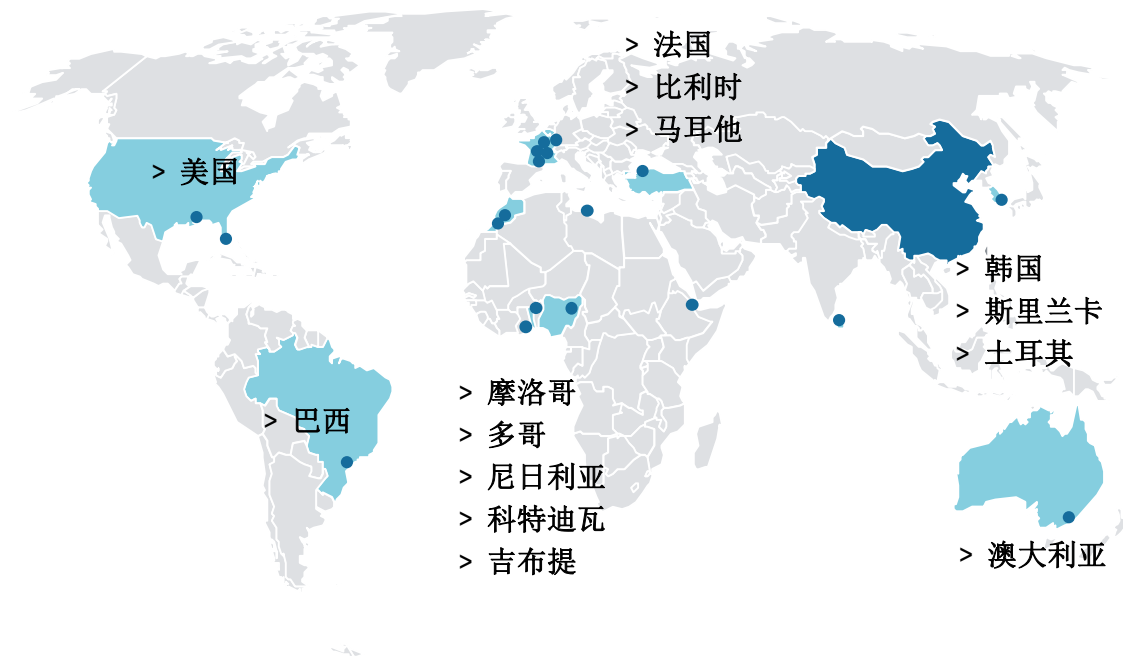 > 法国
> 比利时
> 马耳他
> 美国
> 韩国
> 斯里兰卡
> 土耳其
> 摩洛哥
> 多哥
> 尼日利亚
> 科特迪瓦
> 吉布提
> 巴西
> 澳大利亚